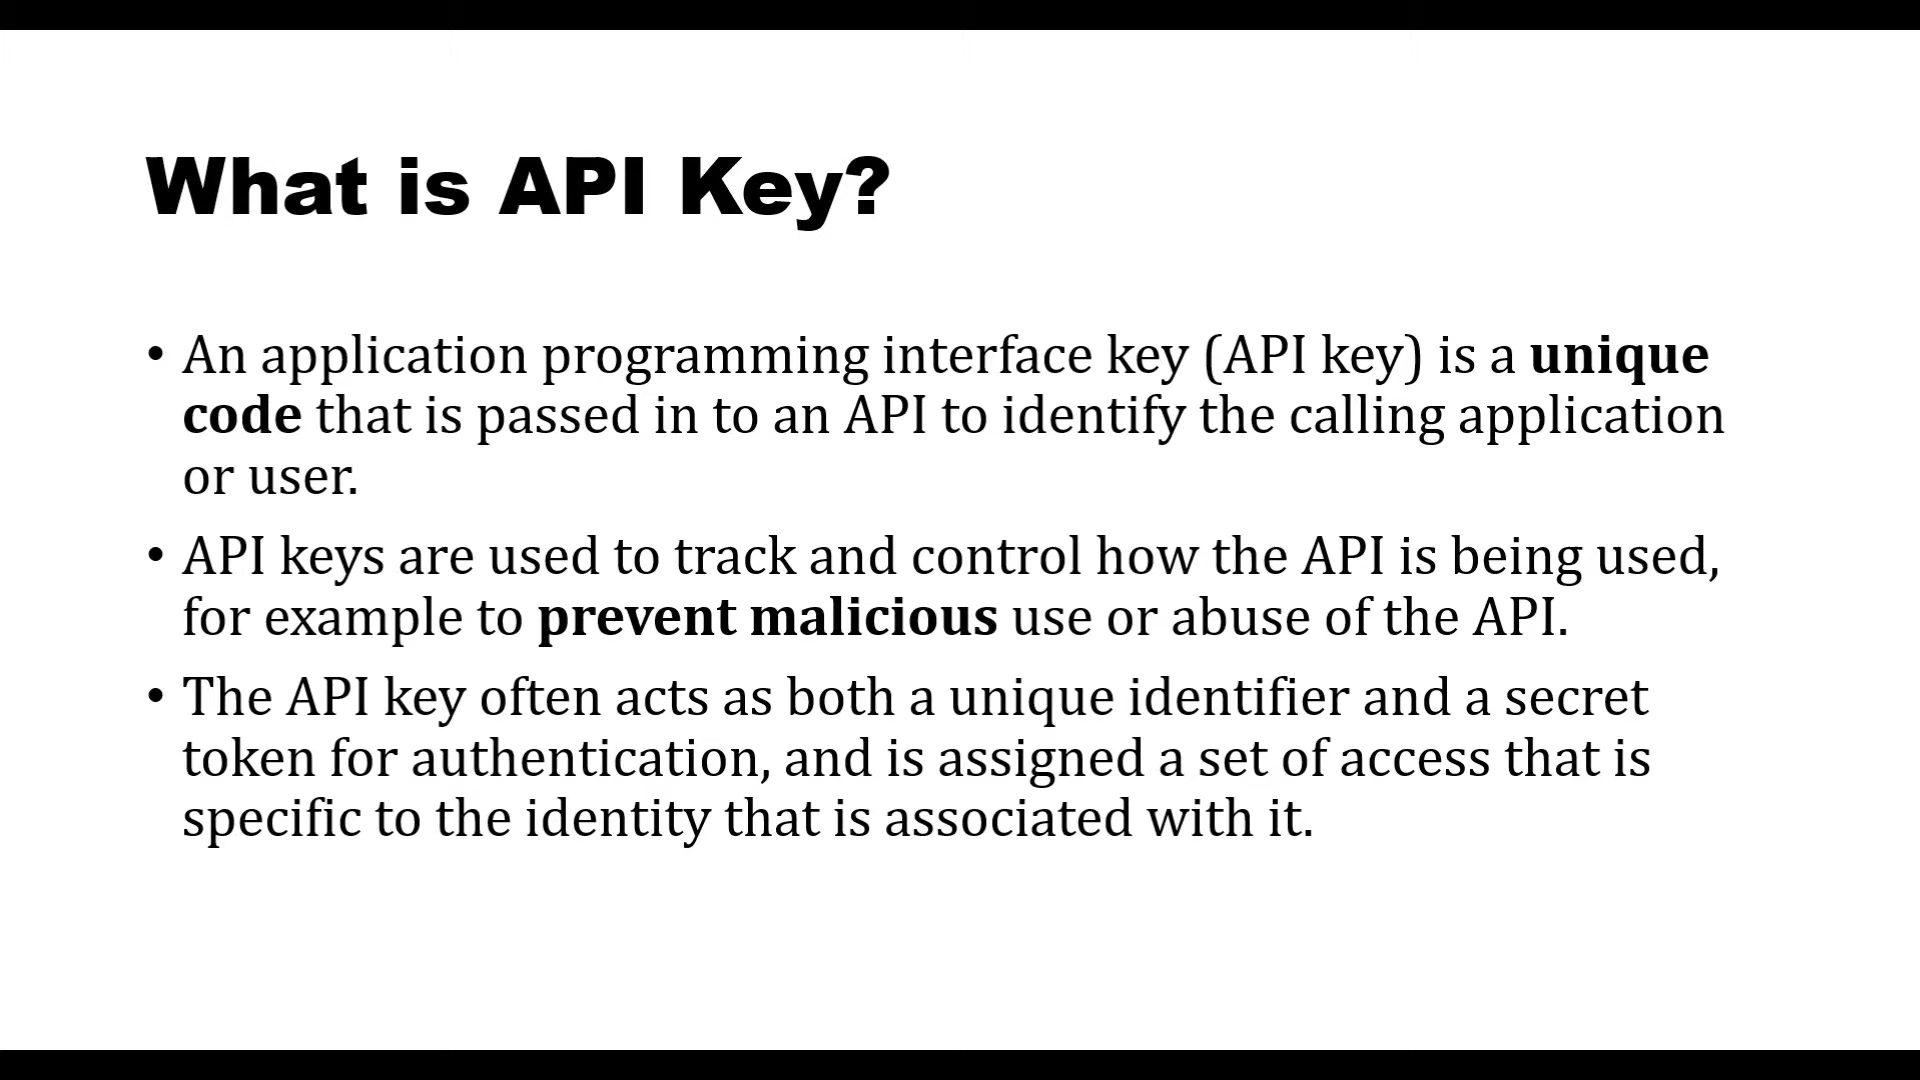 What is API Key?
• An application programming interface key (API key) is a unique
code that is passed in to an API to identify the calling application
or user.
• API keys are used to track and control how the API is being used,
for example to prevent malicious use or abuse of the API.
• The API key often acts as both a unique identifier and a secret
token for authentication, and is assigned a set of access that is
specific to the identity that is associated with it.